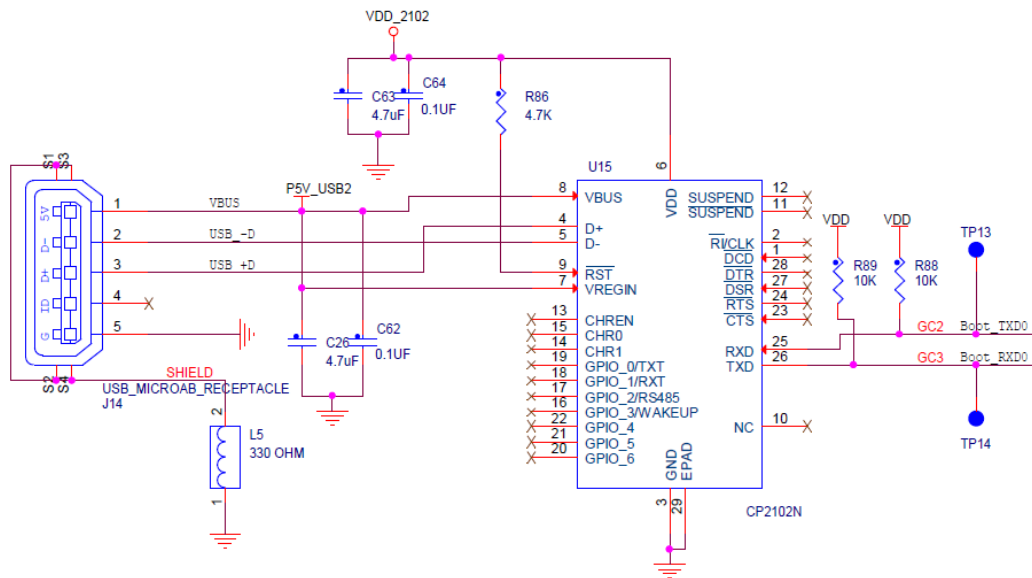 VDD_2102
C63
4.7uF
C64
0.1UF
R86
4.7K
S1
S3
5V
D-
D+
ID
G
1
2
3
4
5
VBUS
USB_-D
USB_+D
P5V_USB2
C26
4.7uF
C62
0.1UF
S2
S4
SHIELD
USB_MICROAB_RECEPTACLE
J14
2
L5
330 OHM
1
U15
6
VDD
8 VBUS
4 D+
5 D-
9 RST
7 VREGIN
13 CHREN
15 CHR0
14 CHR1
19 GPIO_0/TXT
18 GPIO_1/RXT
17 GPIO_2/RS485
16 GPIO_3/WAKEUP
22 GPIO_4
21 GPIO_5
20 GPIO_6
SUSPEND 12
SUSPEND 11
RI/CLK 2
DCD 1
DTR 28
DSR 27
RTS 24
CTS 23
RXD 25
TXD 26
NC 10
GND
EPAD
3
29
CP2102N
VDD
R89
10K
VDD
R88
10K
TP13
GC2 Boot_TXD0
GC3 Boot_RXD0
TP14